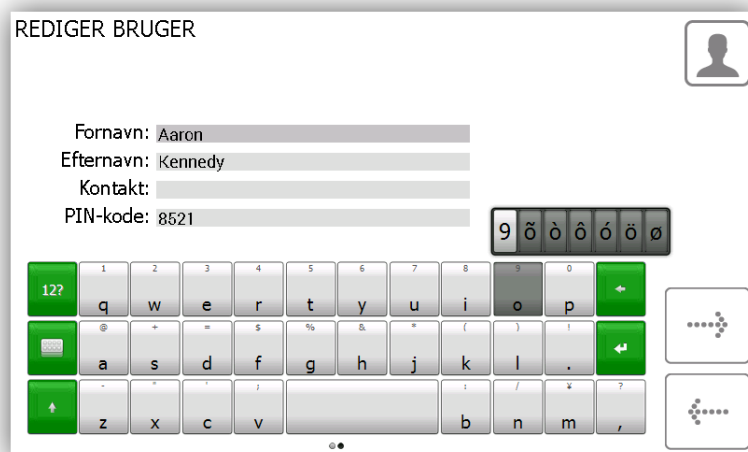 REDIGER BRUGER
Fornavn: Aaron
Efternavn: Kennedy
Kontakt:
PIN-kode: 8521
9 õ ò ô ó ö ø
12? 1 q 2 w 3 e 4 r 5 t 6 y 7 u 8 i 9 o 0 p
@ a + s = d $ f % g & h * j ( k ) l ! .
- z " x ' c ; v : b / n ¥ m ? ,